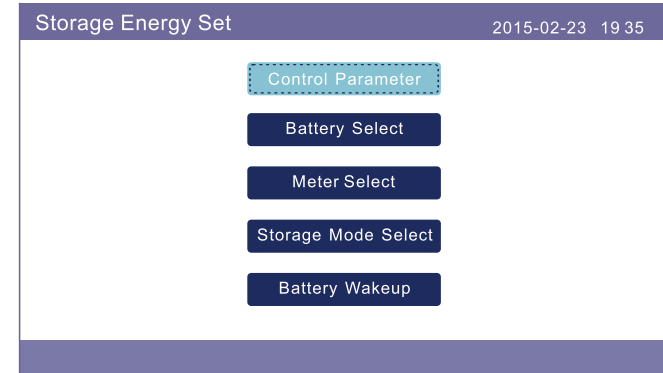 Storage Energy Set
2015-02-23 19 35
Control Parameter
Battery Select
Meter Select
Storage Mode Select
Battery Wakeup